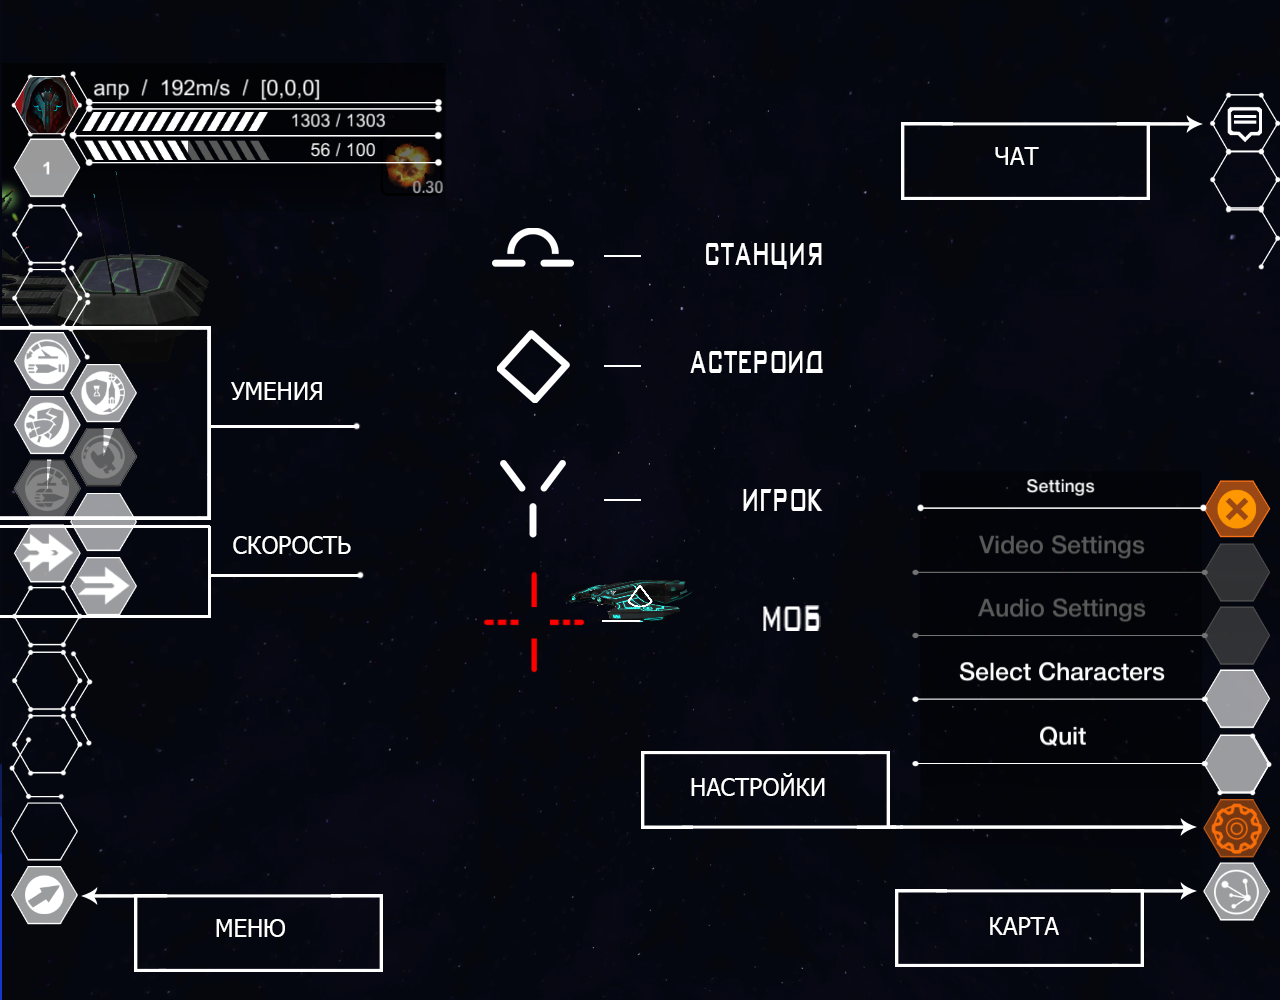 апр / 192m/s / [0,0,0]
1303 / 1303
56 / 100
0.30
1
ЧАТ
СТАНЦИЯ
АСТЕРОИД
УМЕНИЯ
ИГРОК
Settings
СКОРОСТЬ
Video Settings
Audio Settings
МОБ
Select Characters
Quit
НАСТРОЙКИ
МЕНЮ
КАРТА